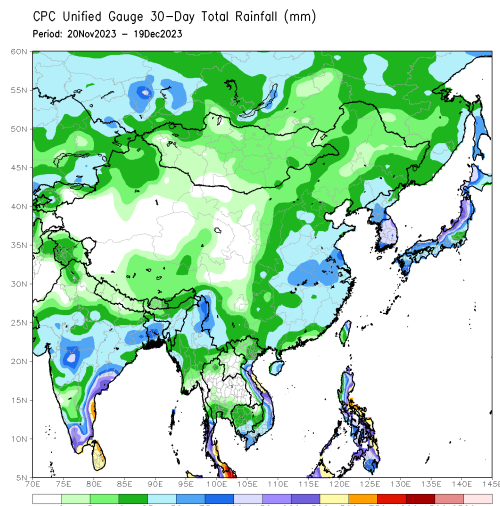 CPC Unified Gauge 30-Day Total Rainfall (mm)
Period: 20Nov2023 - 19Dec2023
60N
55N
50N
45N
40N
35N
30N
25N
20N
15N
10N
5N
70E 75E 80E 85E 90E 95E 100E 105E 110E 115E 120E 125E 130E 135E 140E 145E